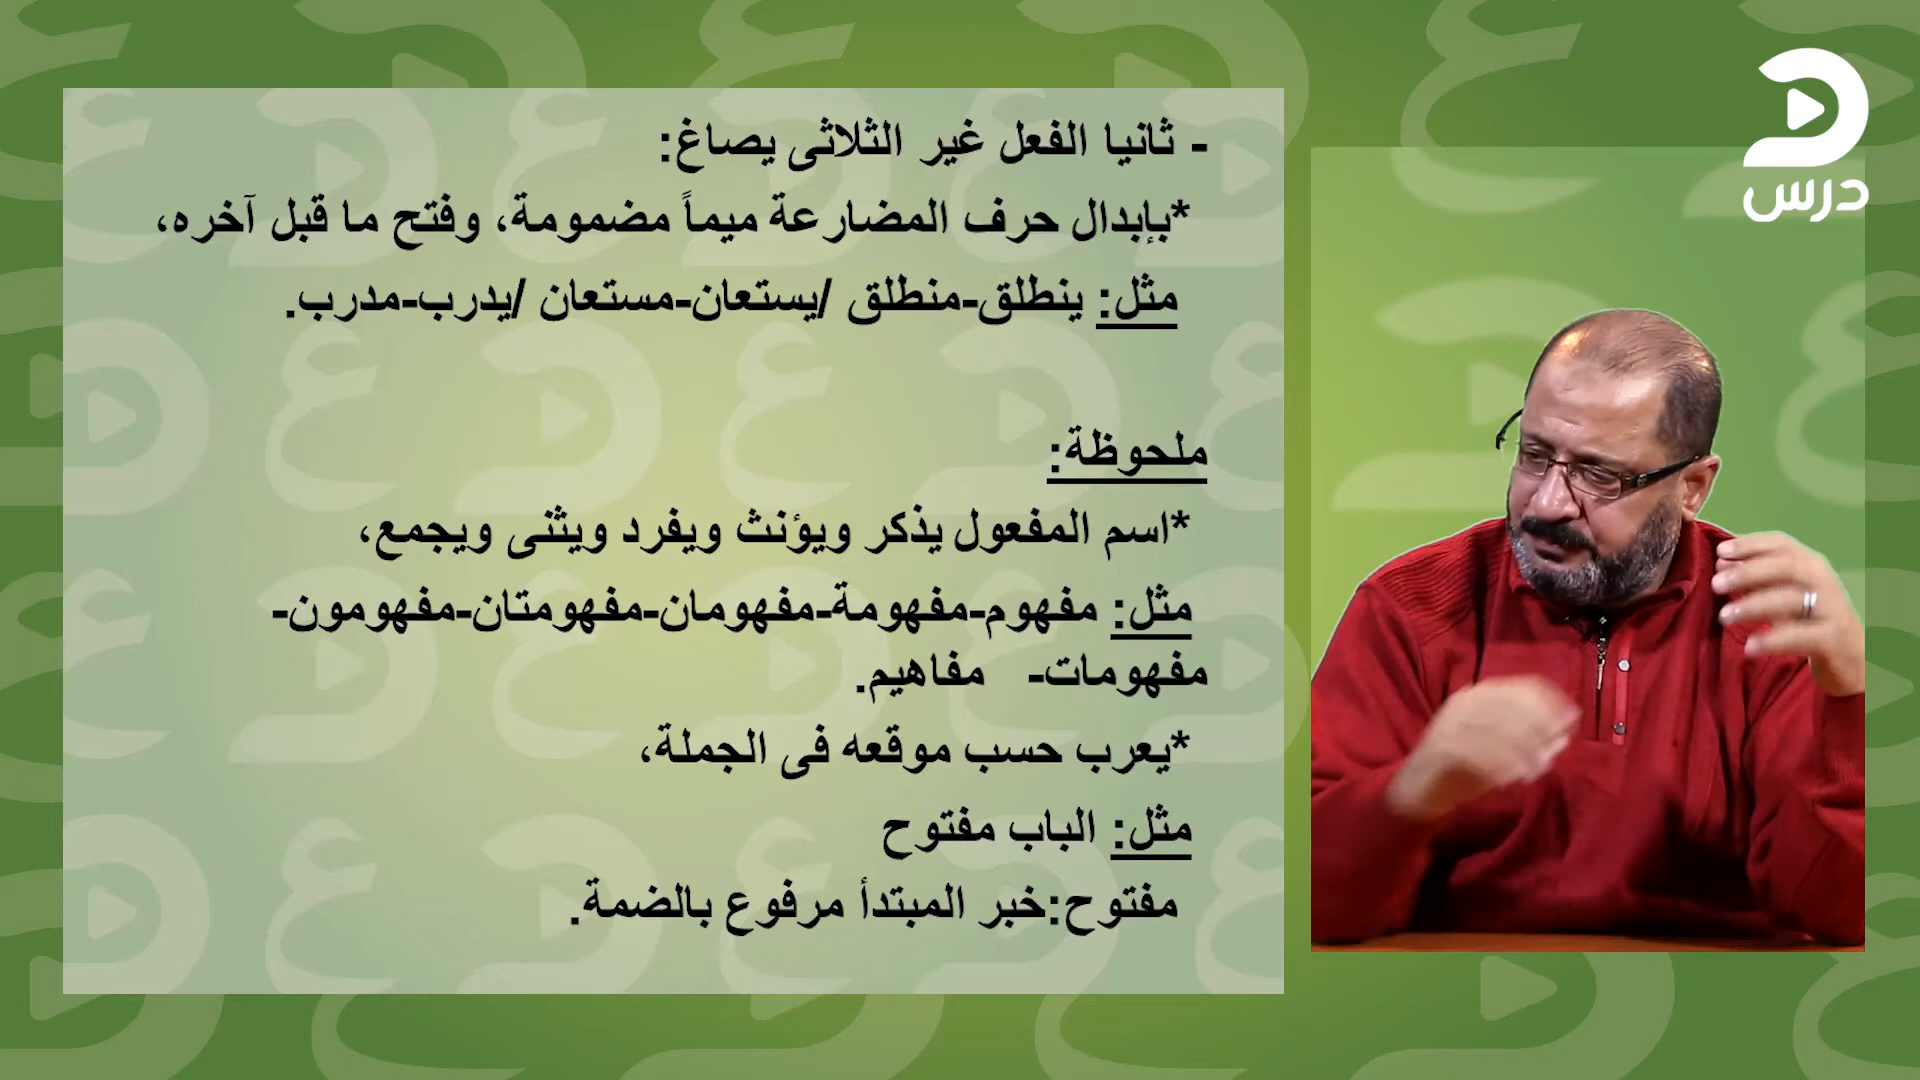 - ثانيا الفعل غير الثلاثى يصاغ:
*بإبدال حرف المضارعة ميماً مضمومة، وفتح ما قبل آخره،
مثل: ينطلق-منطلق /يستعان-مستعان /يدرب-مدرب.
ملحوظة:
*اسم المفعول يذكر ويؤنث ويفرد ويثنى ويجمع،
مثل: مفهوم-مفهومة-مفهومان-مفهومتان-مفهومون-
مفهومات- مفاهيم.
*يعرب حسب موقعه فى الجملة،
مثل: الباب مفتوح
مفتوح:خبر المبتدأ مرفوع بالضمة.
درس